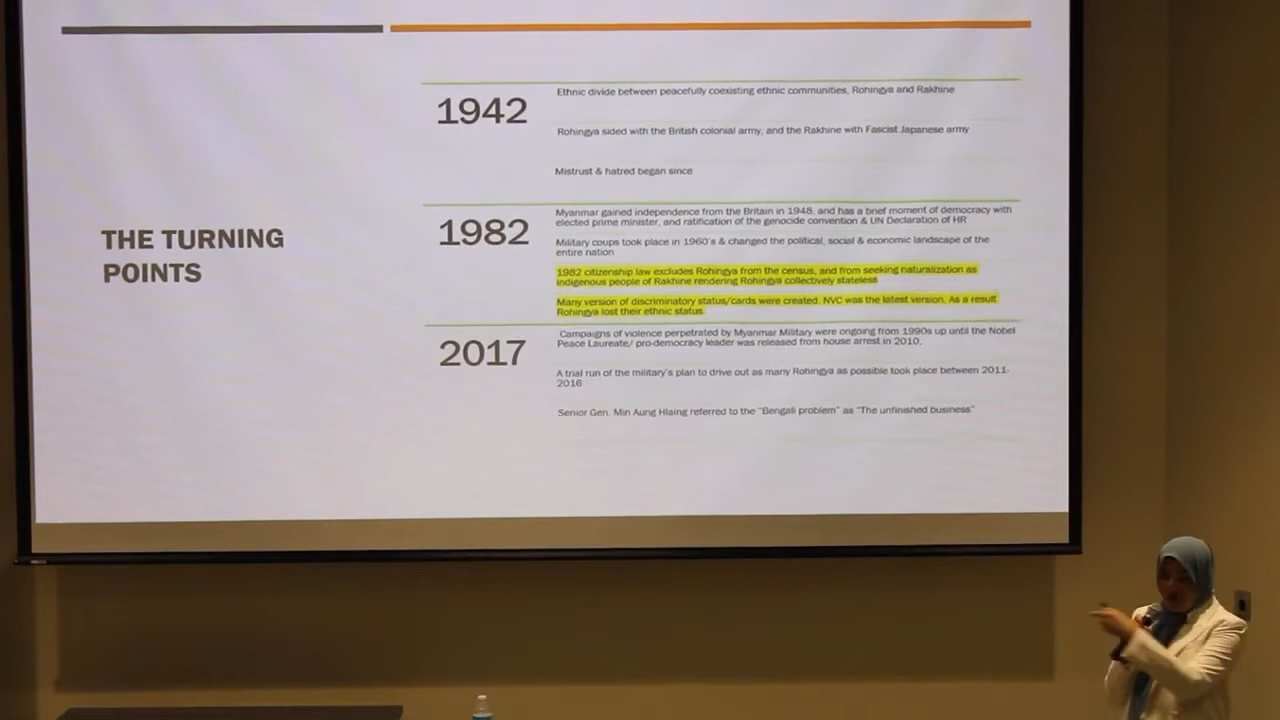 THE TURNING
POINTS
1942
Ethnic divide between peacefully coexisting ethnic communities, Rohingya and Rakhine
Rohingya sided with the British colonial army, and the Rakhine with Fascist Japanese army
Mistrust & hatred began since
1982
Myanmar gained independence from the Britain in 1948, and has a brief moment of democracy with
elected prime minister, and ratification of the genocide convention & UN Declaration of HR
Military coups took place in 1960's & changed the political, social & economic landscape of the
entire nation
1982 citizenship law excludes Rohingya from the census, and from seeking naturalization as
indigenous people of Rakhine rendering Rohingya collectively stateless
Many version of discriminatory status/cards were created. NVC was the latest version. As a result
Rohingya lost their ethnic status.
2017
Campaigns of violence perpetrated by Myanmar Military were ongoing from 1990s up until the Nobel
Peace Laureate/ pro-democracy leader was released from house arrest in 2010.
A trial run of the military's plan to drive out as many Rohingya as possible took place between 2011-
2016
Senior Gen. Min Aung Hlaing referred to the "Bengali problem" as "The unfinished business"